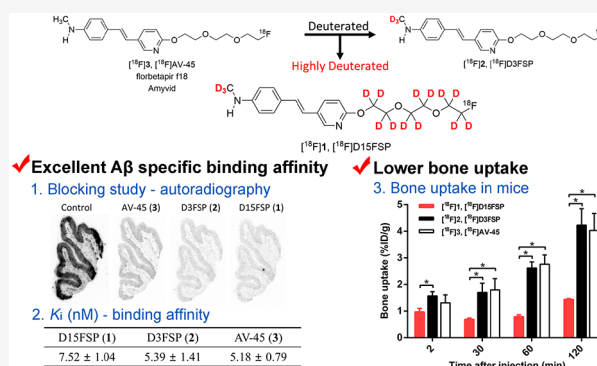 H₃C
N
H
N
O
O
O
¹⁸F
[¹⁸F]3, [¹⁸F]AV-45
florbetapir f18
Amyvid
Deuterated
Highly Deuterated
D₃C
N
H
N
O
O
O
[¹⁸F]2, [¹⁸F]D3FSP
D₃C
N
H
N
O
D D
D D
O
D D
D D
O
D D
D D
¹⁸F
[¹⁸F]1, [¹⁸F]D15FSP
Excellent Aβ specific binding affinity
1. Blocking study - autoradiography
Control AV-45 (3) D3FSP (2) D15FSP (1)
2. Ki (nM) - binding affinity
D15FSP (1) D3FSP (2) AV-45 (3)
7.52 ± 1.04 5.39 ± 1.41 5.18 ± 0.79
Lower bone uptake
3. Bone uptake in mice
[¹⁸F]1, [¹⁸F]D15FSP
[¹⁸F]2, [¹⁸F]D3FSP
[¹⁸F]3, [¹⁸F]AV-45
Bone uptake (%ID/g)
5
4
3
2
1
0
* * * * * * *
2 30 60 120
Time after injection (min)